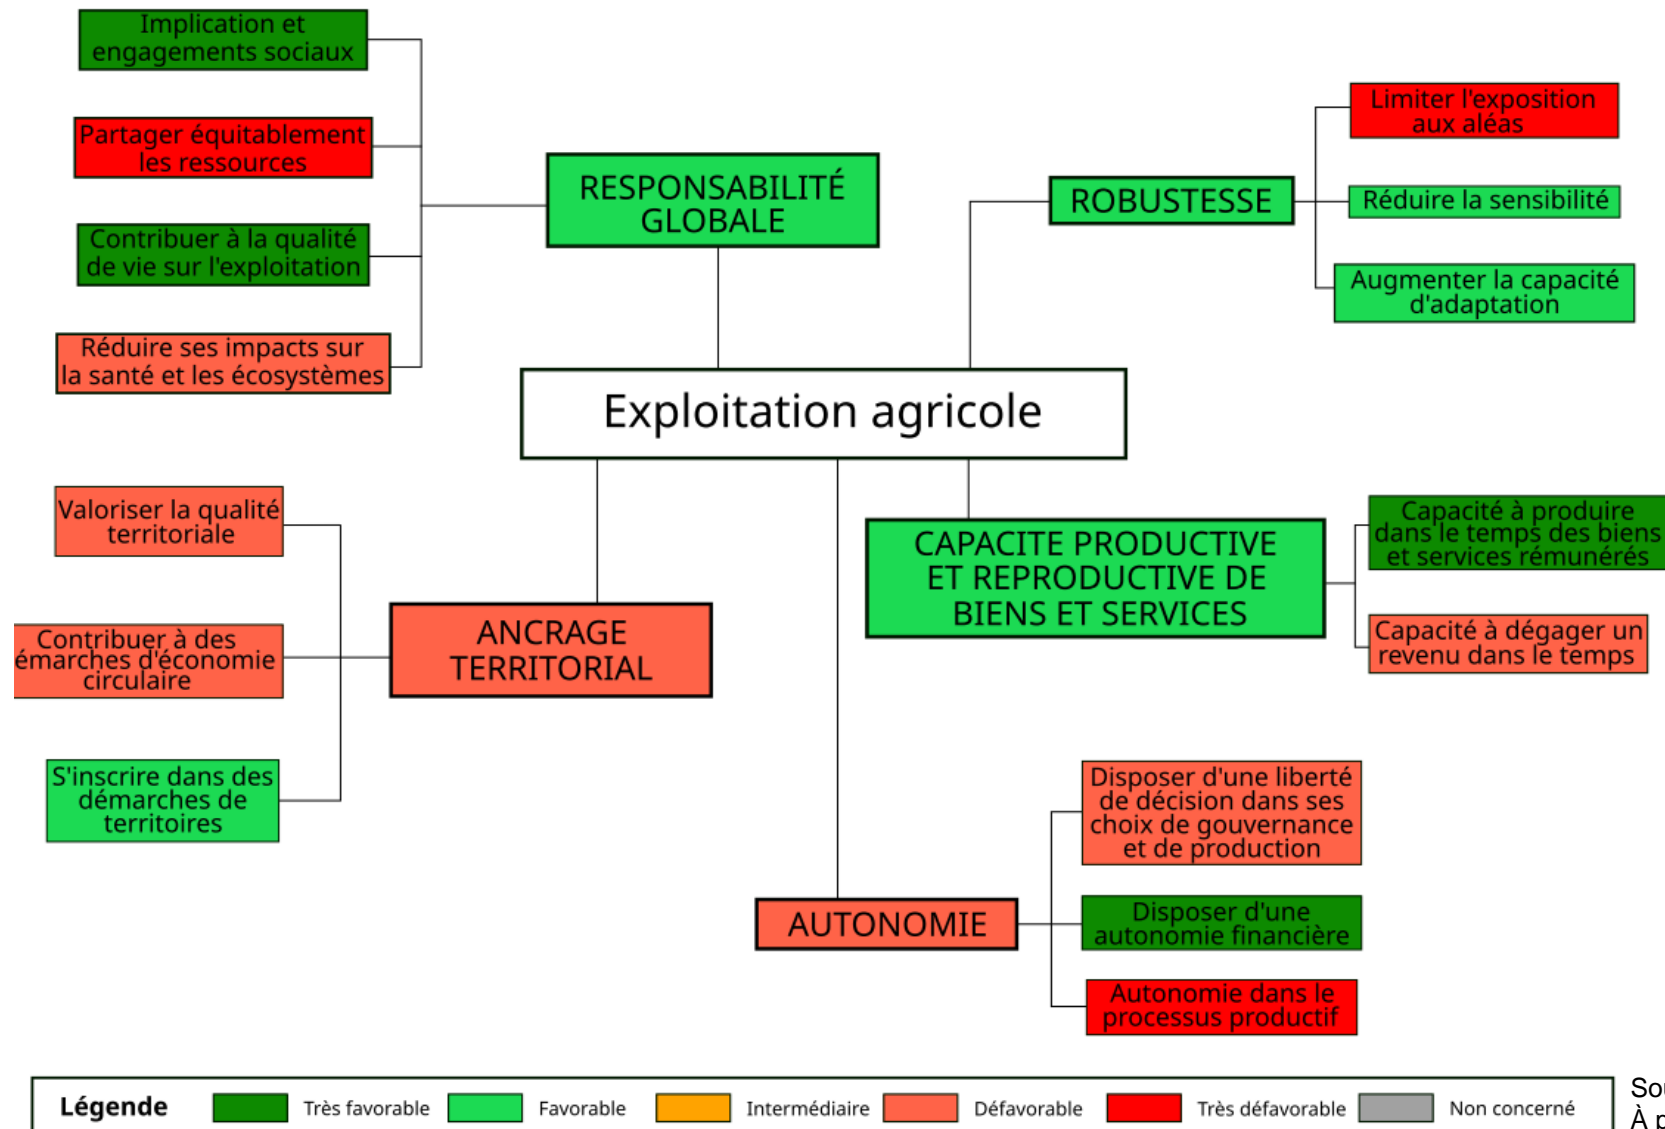 Implication et
engagements sociaux
Partager équitablement
les ressources
Contribuer à la qualité
de vie sur l'exploitation
Réduire ses impacts sur
la santé et les écosystèmes
RESPONSABILITÉ
GLOBALE
ROBUSTESSE
Limiter l'exposition
aux aléas
Réduire la sensibilité
Augmenter la capacité
d'adaptation
Exploitation agricole
Valoriser la qualité
territoriale
Contribuer à des
émarches d'économie
circulaire
S'inscrire dans des
démarches de
territoires
ANCRAGE
TERRITORIAL
CAPACITE PRODUCTIVE
ET REPRODUCTIVE DE
BIENS ET SERVICES
Capacité à produire
dans le temps des biens
et services rémunérés
Capacité à dégager un
revenu dans le temps
AUTONOMIE
Disposer d'une liberté
de décision dans ses
choix de gouvernance
et de production
Disposer d'une
autonomie financière
Autonomie dans le
processus productif
Légende
Très favorable
Favorable
Intermédiaire
Défavorable
Très défavorable
Non concerné
Sou
À p